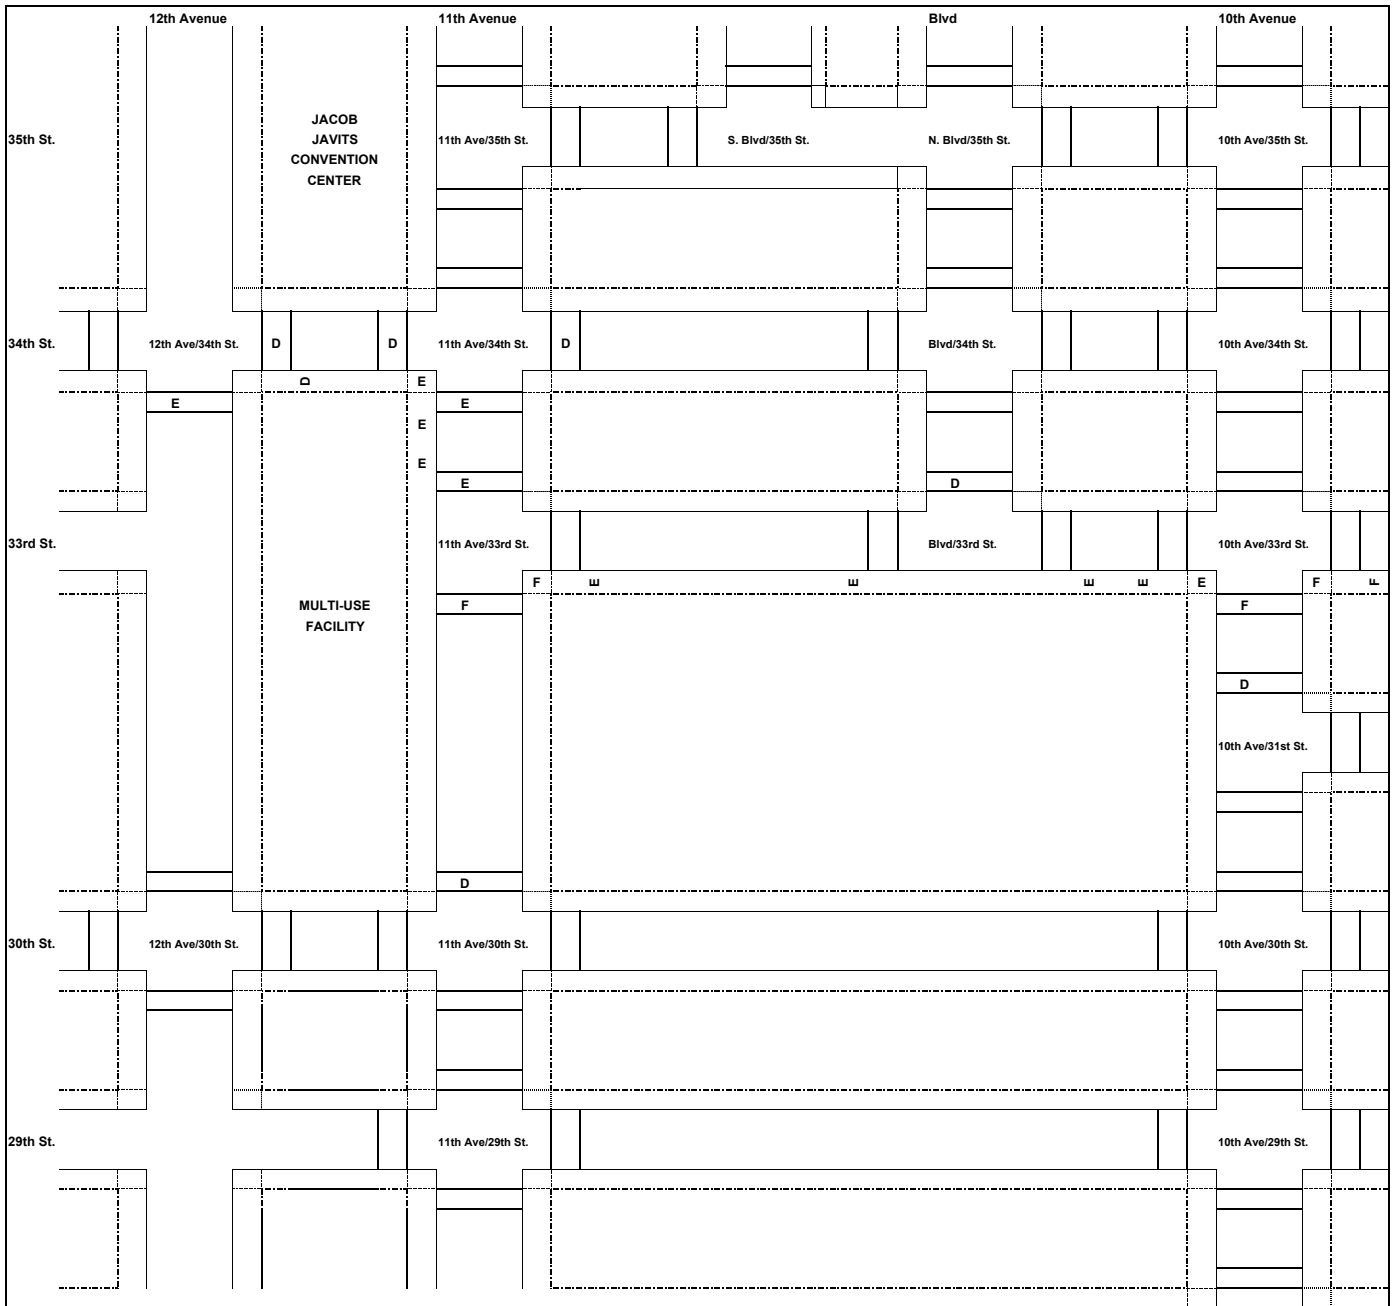 12th Avenue 11th Avenue Blvd 10th Avenue
JACOB
JAVITS
CONVENTION
CENTER
35th St. 11th Ave/35th St. S. Blvd/35th St. N. Blvd/35th St. 10th Ave/35th St.
34th St. 12th Ave/34th St. D D 11th Ave/34th St. D Blvd/34th St. 10th Ave/34th St.
D E
E E
E
E
E D
33rd St. 11th Ave/33rd St. Blvd/33rd St. 10th Ave/33rd St.
F E E E E E F F
MULTI-USE
FACILITY
F F
D
10th Ave/31st St.
D
30th St. 12th Ave/30th St. 11th Ave/30th St. 10th Ave/30th St.
29th St. 11th Ave/29th St. 10th Ave/29th St.